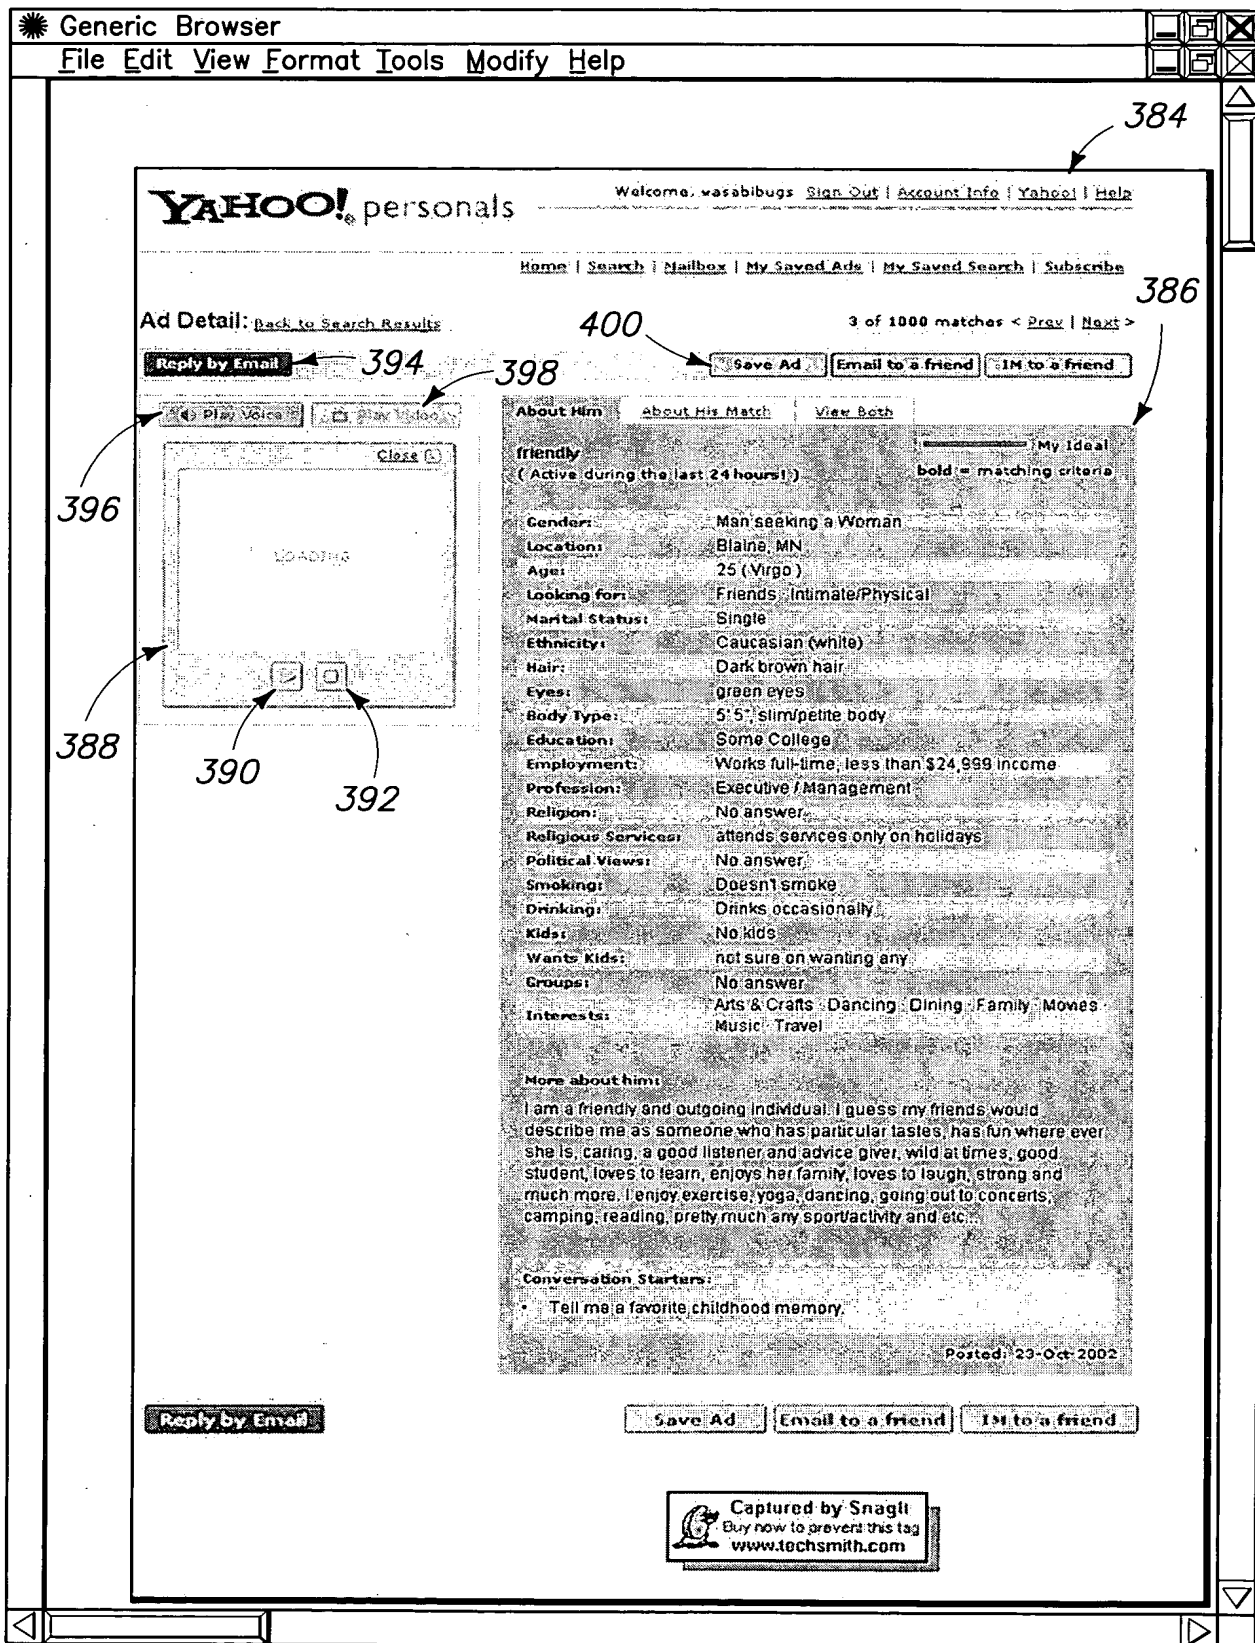 Generic Browser
File Edit View Format Tools Modify Help
384
YAHOO! personals
Welcome, wasabibugs Sign Out | Account Info | Yahoo! | Help
Home | Search | Mailbox | My Saved Ads | My Saved Search | Subscribe
386
Ad Detail: Back to Search Results
400
3 of 1000 matches < Prev | Next >
Reply by Email
394
Save Ad
Email to a friend
IM to a friend
398
Play Voice
Play Video
About Him
About His Match
View Both
396
Close
friendly
My Ideal
( Active during the last 24 hours! )
bold = matching criteria
LOADING
Gender: Man seeking a Woman
Location: Blaine, MN
Age: 25 ( Virgo )
Looking for: Friends · Intimate/Physical
Marital Status: Single
Ethnicity: Caucasian (white)
Hair: Dark brown hair
Eyes: green eyes
Body Type: 5' 5", slim/petite body
Education: Some College
Employment: Works full-time, less than $24,999 income
Profession: Executive / Management
Religion: No answer
Religious Services: attends services only on holidays
Political Views: No answer
Smoking: Doesn't smoke
Drinking: Drinks occasionally
Kids: No kids
Wants Kids: not sure on wanting any
Groups: No answer
Interests: Arts & Crafts · Dancing · Dining · Family · Movies ·
Music · Travel
388
390
392
More about him:
I am a friendly and outgoing individual. I guess my friends would
describe me as someone who has particular tastes, has fun where ever
she is, caring, a good listener and advice giver, wild at times, good
student, loves to learn, enjoys her family, loves to laugh, strong and
much more. I enjoy exercise, yoga, dancing, going out to concerts,
camping, reading, pretty much any sport/activity and etc...
Conversation Starters:
• Tell me a favorite childhood memory.
Posted: 23-Oct-2002
Reply by Email
Save Ad
Email to a friend
IM to a friend
Captured by SnagIt
Buy now to prevent this tag
www.techsmith.com